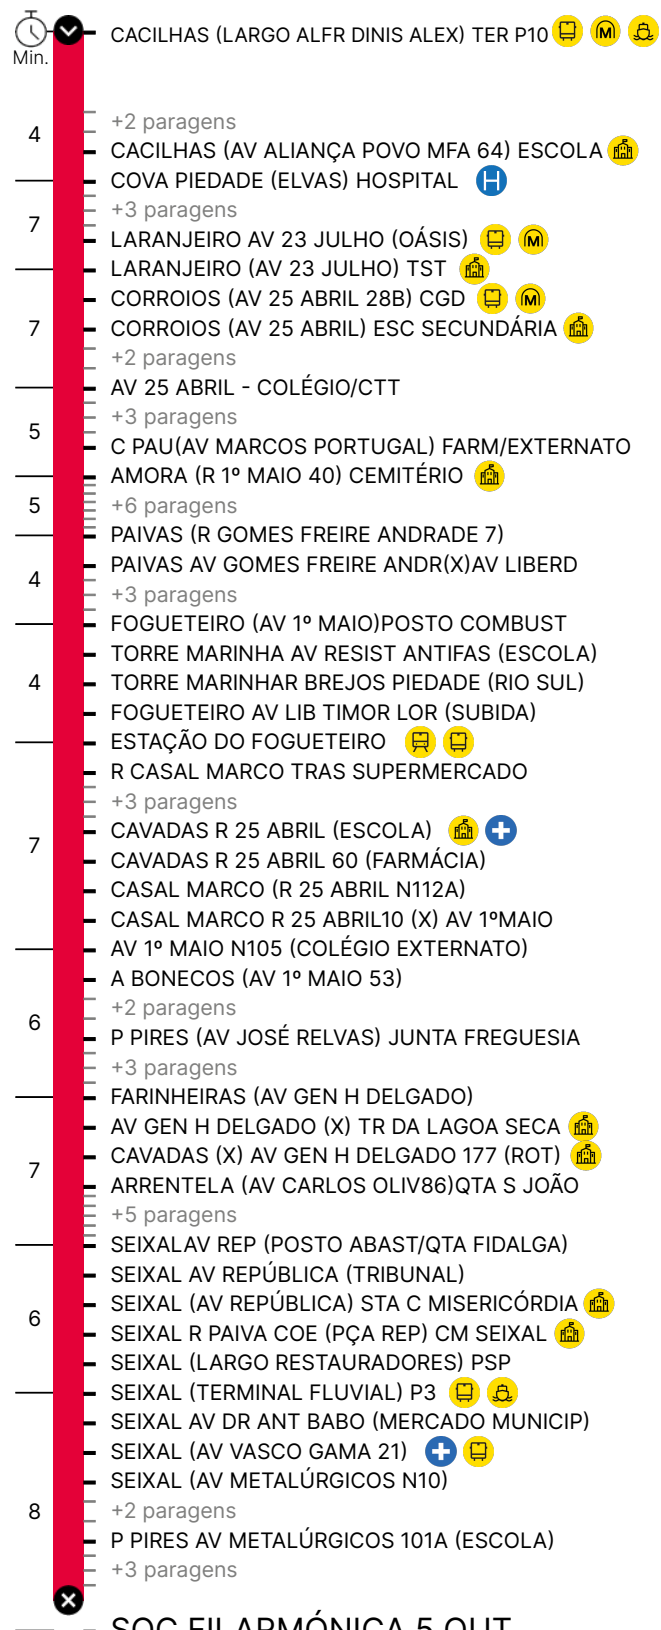 CACILHAS (LARGO ALFR DINIS ALEX) TER P10
Min.
+2 paragens
4
CACILHAS (AV ALIANÇA POVO MFA 64) ESCOLA
COVA PIEDADE (ELVAS) HOSPITAL H
+3 paragens
7
LARANJEIRO AV 23 JULHO (OÁSIS) M
LARANJEIRO (AV 23 JULHO) TST
CORROIOS (AV 25 ABRIL 28B) CGD M
7
CORROIOS (AV 25 ABRIL) ESC SECUNDÁRIA
+2 paragens
AV 25 ABRIL - COLÉGIO/CTT
+3 paragens
5
C PAU(AV MARCOS PORTUGAL) FARM/EXTERNATO
AMORA (R 1º MAIO 40) CEMITÉRIO
5
+6 paragens
PAIVAS (R GOMES FREIRE ANDRADE 7)
PAIVAS AV GOMES FREIRE ANDR(X)AV LIBERD
4
+3 paragens
FOGUETEIRO (AV 1º MAIO)POSTO COMBUST
TORRE MARINHA AV RESIST ANTIFAS (ESCOLA)
4
TORRE MARINHAR BREJOS PIEDADE (RIO SUL)
FOGUETEIRO AV LIB TIMOR LOR (SUBIDA)
ESTAÇÃO DO FOGUETEIRO
R CASAL MARCO TRAS SUPERMERCADO
+3 paragens
CAVADAS R 25 ABRIL (ESCOLA)
7
CAVADAS R 25 ABRIL 60 (FARMÁCIA)
CASAL MARCO (R 25 ABRIL N112A)
CASAL MARCO R 25 ABRIL10 (X) AV 1ºMAIO
AV 1º MAIO N105 (COLÉGIO EXTERNATO)
A BONECOS (AV 1º MAIO 53)
+2 paragens
6
P PIRES (AV JOSÉ RELVAS) JUNTA FREGUESIA
+3 paragens
FARINHEIRAS (AV GEN H DELGADO)
AV GEN H DELGADO (X) TR DA LAGOA SECA
CAVADAS (X) AV GEN H DELGADO 177 (ROT)
7
ARRENTELA (AV CARLOS OLIV86)QTA S JOÃO
+5 paragens
SEIXALAV REP (POSTO ABAST/QTA FIDALGA)
SEIXAL AV REPÚBLICA (TRIBUNAL)
SEIXAL (AV REPÚBLICA) STA C MISERICÓRDIA
6
SEIXAL R PAIVA COE (PÇA REP) CM SEIXAL
SEIXAL (LARGO RESTAURADORES) PSP
SEIXAL (TERMINAL FLUVIAL) P3
SEIXAL AV DR ANT BABO (MERCADO MUNICIP)
SEIXAL (AV VASCO GAMA 21)
SEIXAL (AV METALÚRGICOS N10)
8
+2 paragens
P PIRES AV METALÚRGICOS 101A (ESCOLA)
+3 paragens
SOC FILARMÓNICA 5 OUT